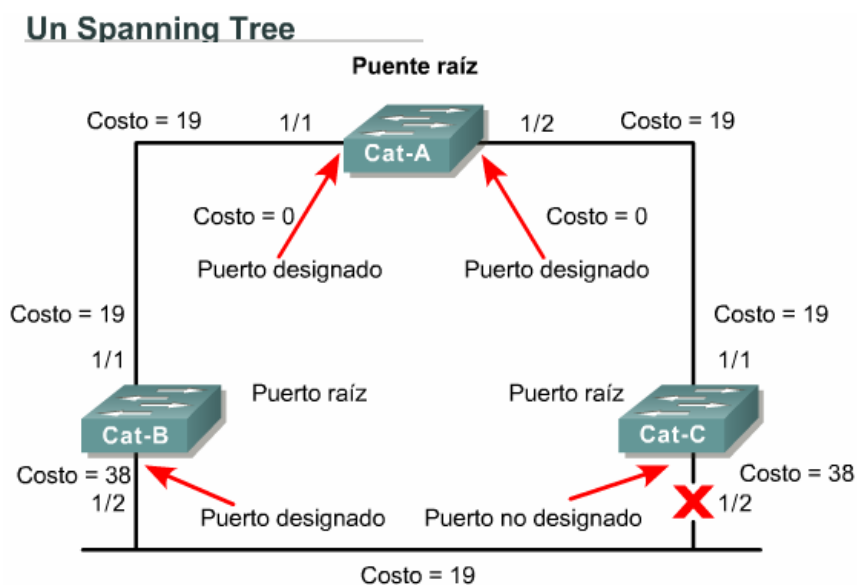 Un Spanning Tree
Puente raíz
Costo = 19 1/1 1/2 Costo = 19
Cat-A
Costo = 0 Costo = 0
Puerto designado Puerto designado
Costo = 19 Costo = 19
1/1 1/1
Puerto raíz Puerto raíz
Cat-B Cat-C
Costo = 38 Costo = 38
1/2 1/2
Puerto designado Puerto no designado
Costo = 19